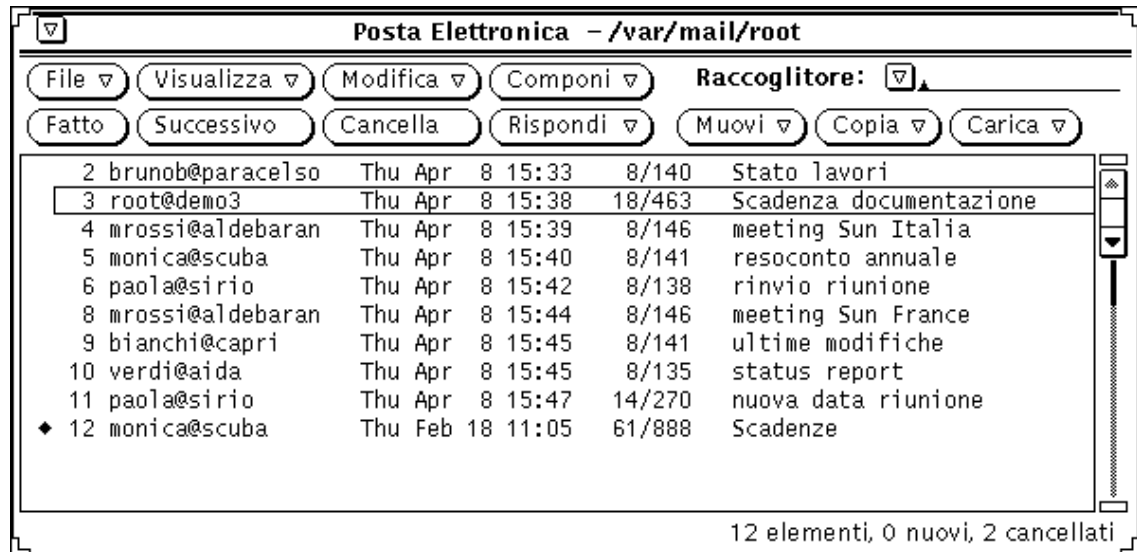 Posta Elettronica – /var/mail/root
File Visualizza Modifica Componi Raccoglitore:
Fatto Successivo Cancella Rispondi Muovi Copia Carica
2 brunob@paracelso Thu Apr 8 15:33 8/140 Stato lavori
3 root@demo3 Thu Apr 8 15:38 18/463 Scadenza documentazione
4 mrossi@aldebaran Thu Apr 8 15:39 8/146 meeting Sun Italia
5 monica@scuba Thu Apr 8 15:40 8/141 resoconto annuale
6 paola@sirio Thu Apr 8 15:42 8/138 rinvio riunione
8 mrossi@aldebaran Thu Apr 8 15:44 8/146 meeting Sun France
9 bianchi@capri Thu Apr 8 15:45 8/141 ultime modifiche
10 verdi@aida Thu Apr 8 15:45 8/135 status report
11 paola@sirio Thu Apr 8 15:47 14/270 nuova data riunione
◆ 12 monica@scuba Thu Feb 18 11:05 61/888 Scadenze
12 elementi, 0 nuovi, 2 cancellati